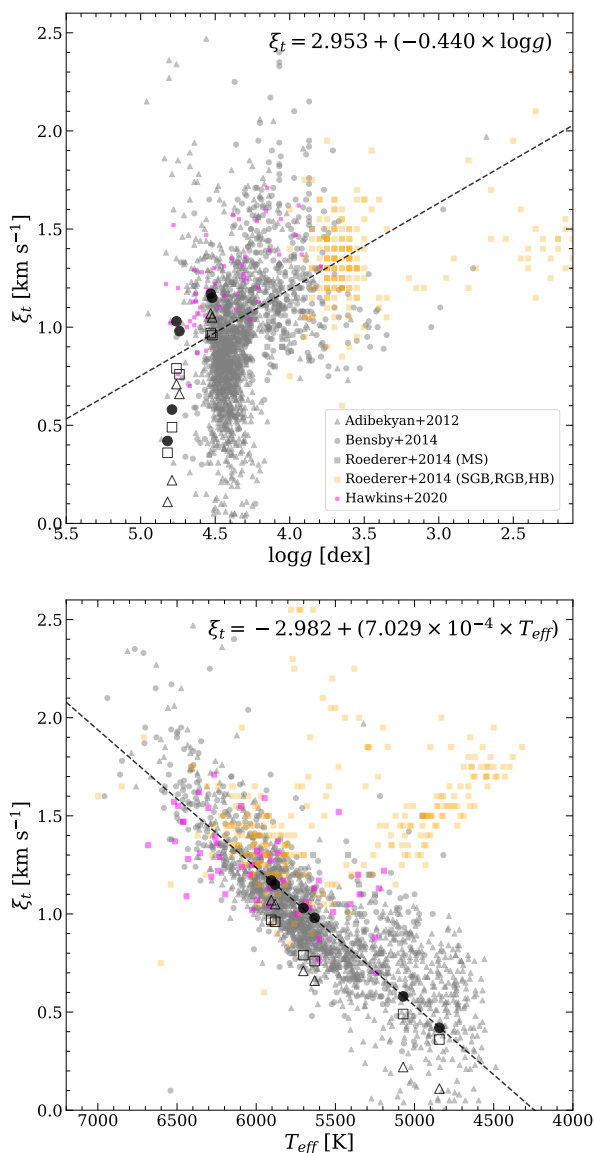 ξt = 2.953 + (−0.440 × logg)
2.5
2.0
1.5
1.0
0.5
0.0
ξt [km s−1]
Adibekyan+2012
Bensby+2014
Roederer+2014 (MS)
Roederer+2014 (SGB,RGB,HB)
Hawkins+2020
5.5 5.0 4.5 4.0 3.5 3.0 2.5
logg [dex]
ξt = −2.982 + (7.029 × 10−4 × Teff)
2.5
2.0
1.5
1.0
0.5
0.0
ξt [km s−1]
7000 6500 6000 5500 5000 4500 4000
Teff [K]